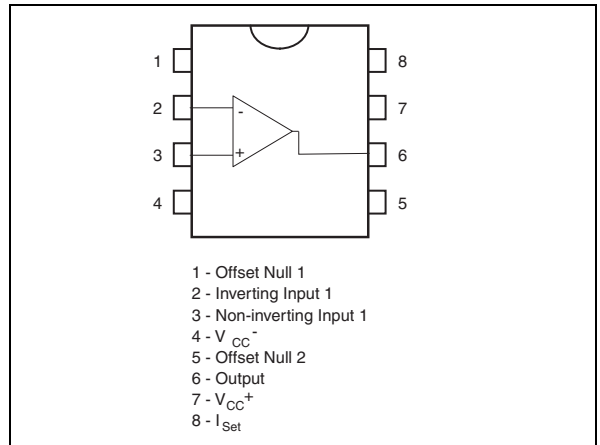 1 8
2 - 7
3 + 6
4 5
1 - Offset Null 1
2 - Inverting Input 1
3 - Non-inverting Input 1
4 - V CC -
5 - Offset Null 2
6 - Output
7 - VCC+
8 - ISet